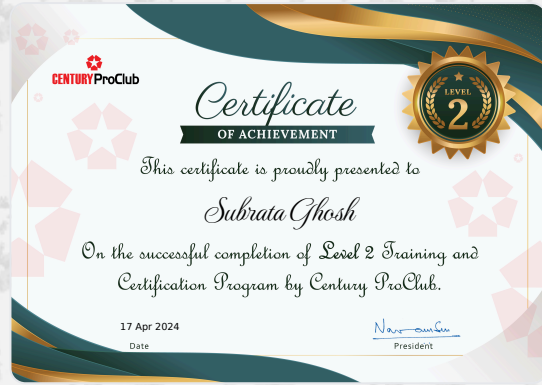 CENTURY ProClub
Certificate
OF ACHIEVEMENT
LEVEL
2
This certificate is proudly presented to
Subrata Ghosh
On the successful completion of Level 2 Training and
Certification Program by Century ProClub.
17 Apr 2024
Date
President